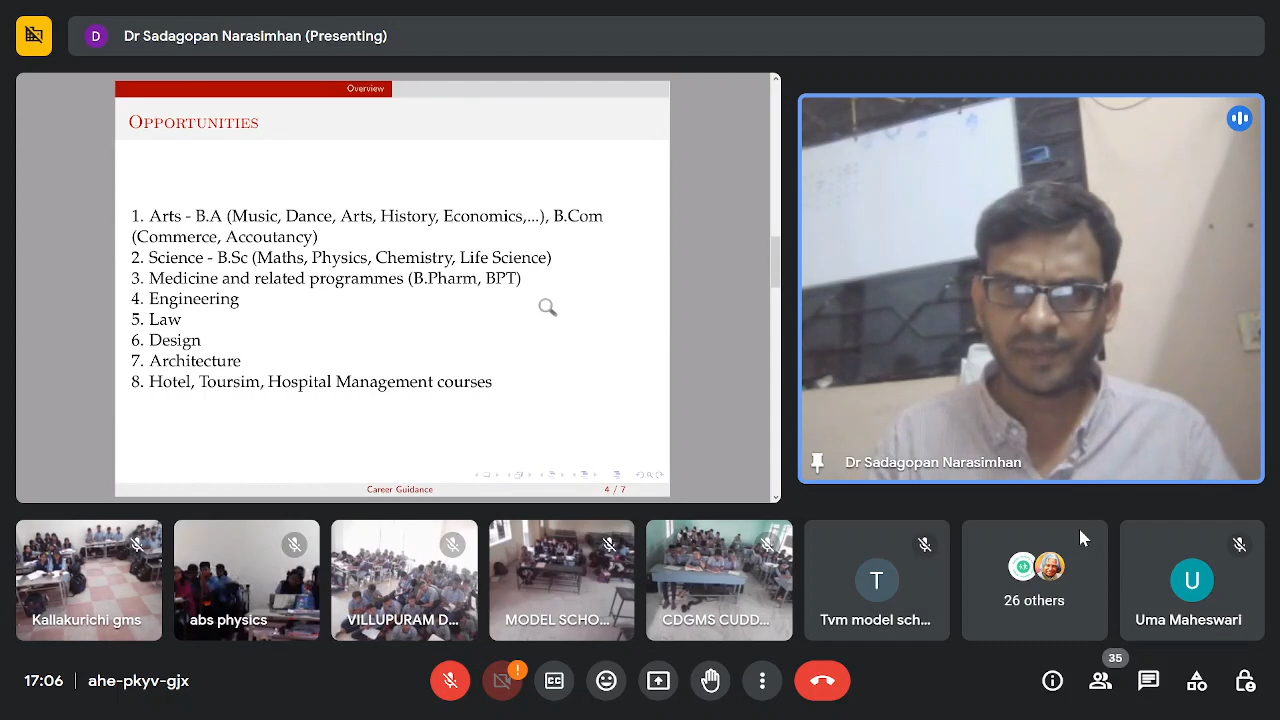 D
Dr Sadagopan Narasimhan (Presenting)
Overview
Opportunities
1. Arts - B.A (Music, Dance, Arts, History, Economics,...), B.Com
(Commerce, Accoutancy)
2. Science - B.Sc (Maths, Physics, Chemistry, Life Science)
3. Medicine and related programmes (B.Pharm, BPT)
4. Engineering
5. Law
6. Design
7. Architecture
8. Hotel, Toursim, Hospital Management courses
Career Guidance
4 / 7
Dr Sadagopan Narasimhan
Kallakurichi gms
abs physics
VILLUPURAM D...
MODEL SCHO...
CDGMS CUDD...
T
Tvm model sch...
26 others
U
Uma Maheswari
17:06 | ahe-pkyv-gjx
CC
35